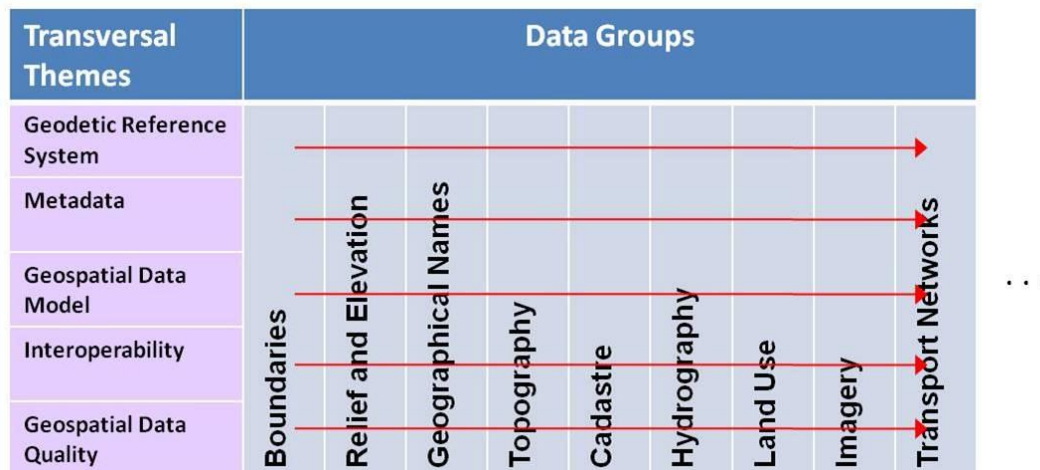 Transversal
Themes
Data Groups
Geodetic Reference
System
Metadata
Geospatial Data
Model
Interoperability
Geospatial Data
Quality
Boundaries
Relief and Elevation
Geographical Names
Topography
Cadastre
Hydrography
Land Use
Imagery
Transport Networks
. . .